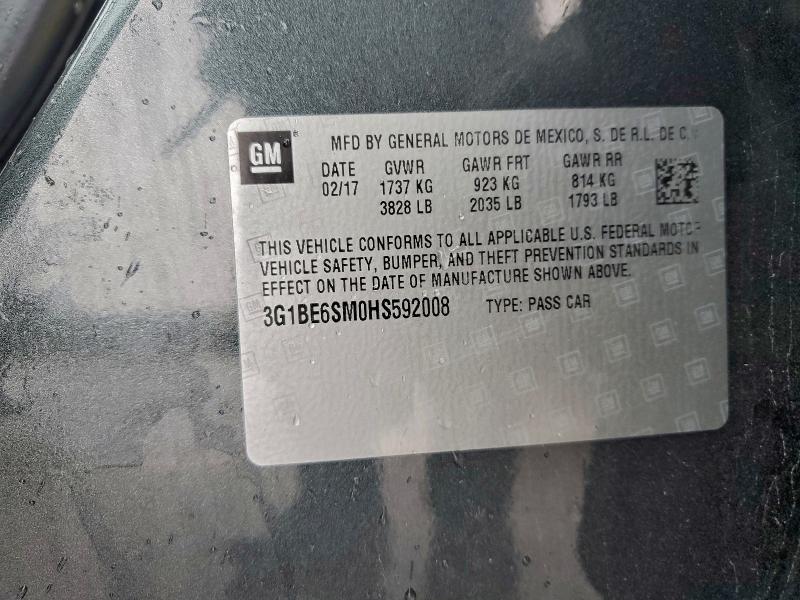 GM
MFD BY GENERAL MOTORS DE MEXICO, S. DE R.L. DE C.V
DATE GVWR GAWR FRT GAWR RR
02/17 1737 KG 923 KG 814 KG
3828 LB 2035 LB 1793 LB
THIS VEHICLE CONFORMS TO ALL APPLICABLE U.S. FEDERAL MOTOR
VEHICLE SAFETY, BUMPER, AND THEFT PREVENTION STANDARDS IN
EFFECT ON THE DATE OF MANUFACTURE SHOWN ABOVE.
3G1BE6SM0HS592008 TYPE: PASS CAR